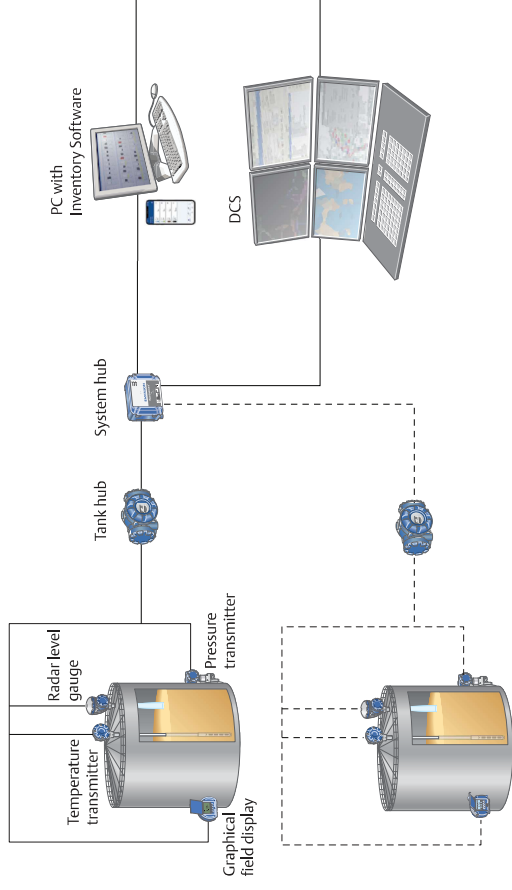 PC with
Inventory Software
DCS
System hub
Tank hub
Radar level
gauge
Temperature
transmitter
Pressure
transmitter
Graphical
field display